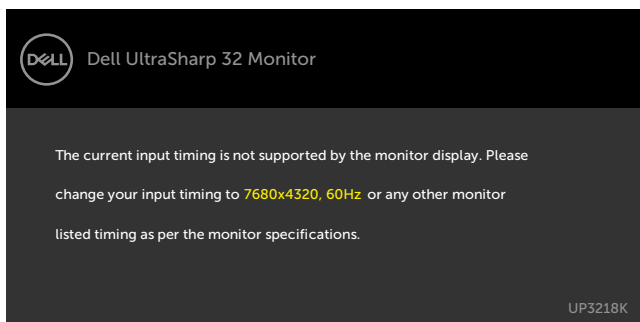 DELL
Dell UltraSharp 32 Monitor
The current input timing is not supported by the monitor display. Please
change your input timing to 7680x4320, 60Hz or any other monitor
listed timing as per the monitor specifications.
UP3218K